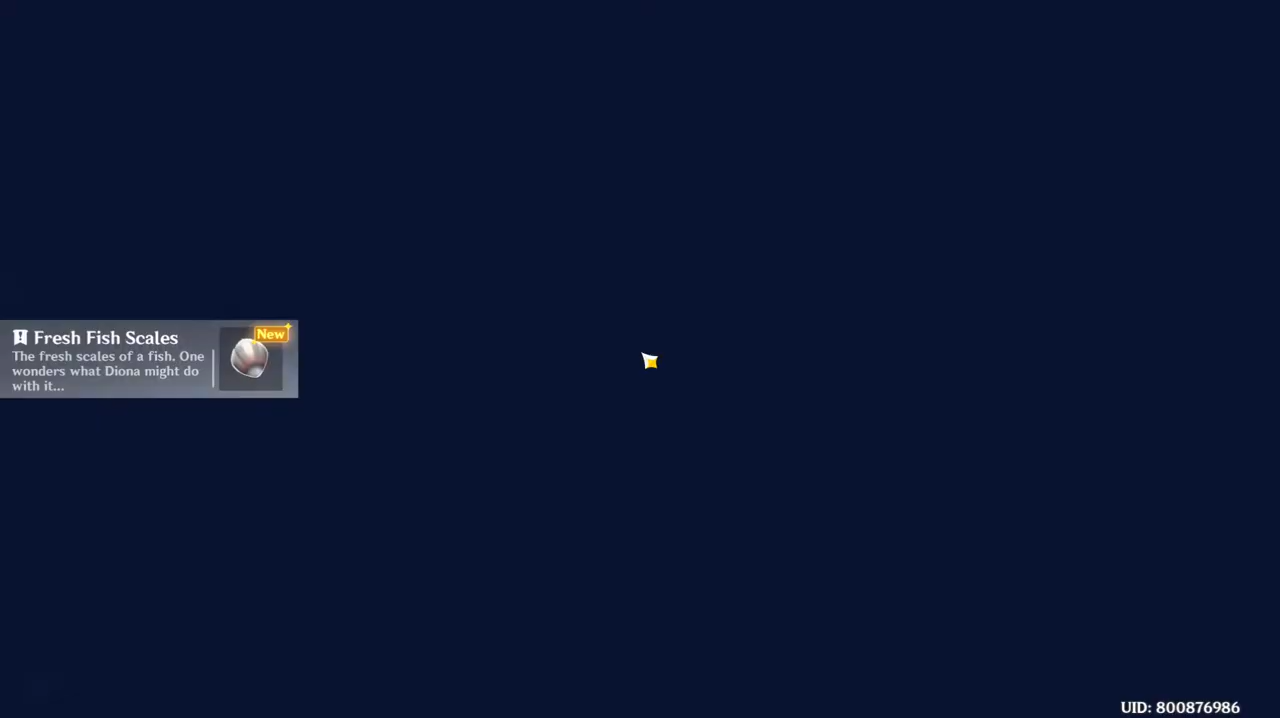 Fresh Fish Scales
New
The fresh scales of a fish. One
wonders what Diona might do
with it...
UID: 800876986